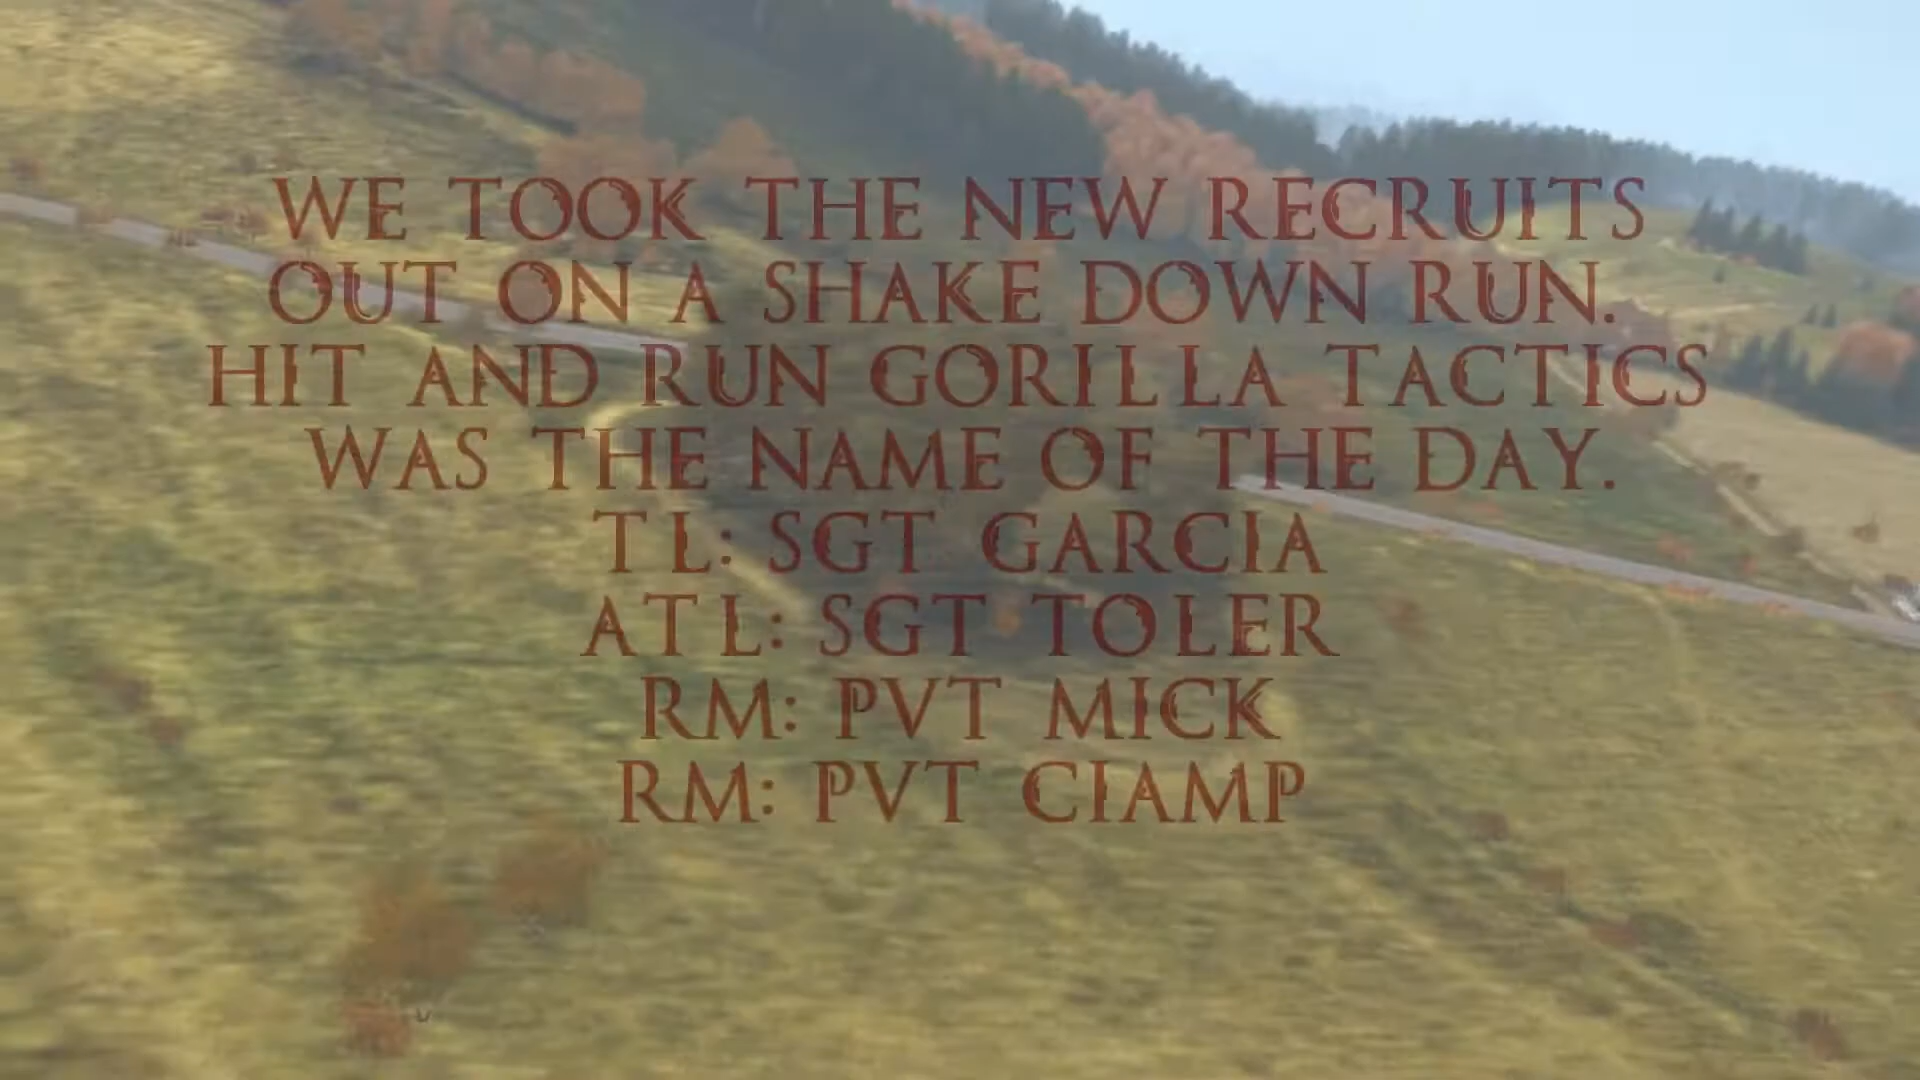 WE TOOK THE NEW RECRUITS
OUT ON A SHAKE DOWN RUN.
HIT AND RUN GORILLA TACTICS
WAS THE NAME OF THE DAY.
TL: SGT GARCIA
ATL: SGT TOLER
RM: PVT MICK
RM: PVT CIAMP